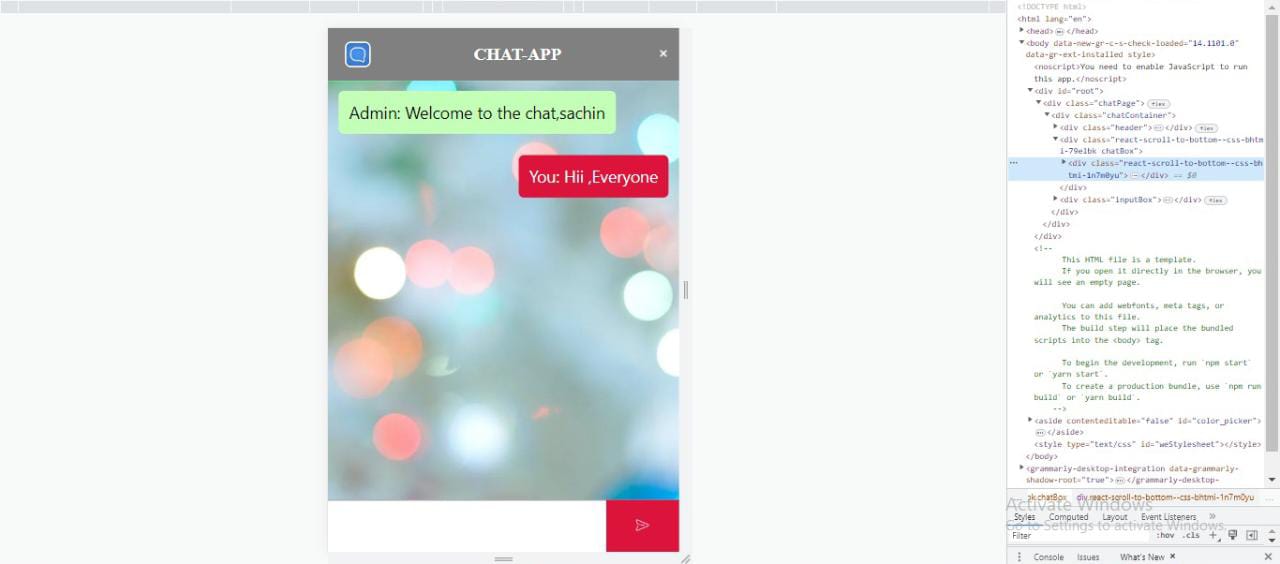 CHAT-APP
×
Admin: Welcome to the chat,sachin
You: Hii ,Everyone
<!DOCTYPE html>
<html lang="en">
<head> </head>
<body data-new-gr-c-s-check-loaded="14.1101.0"
data-gr-ext-installed style>
<noscript>You need to enable JavaScript to run
this app.</noscript>
<div id="root">
<div class="chatPage"> flex
<div class="chatContainer">
<div class="header"> </div> flex
<div class="react-scroll-to-bottom--css-bhtm
i-79elbk chatBox">
<div class="react-scroll-to-bottom--css-bh
tmi-1n7m0yu"> </div> == $0
</div>
<div class="inputBox"> </div> flex
</div>
</div>
</div>
<!--
This HTML file is a template.
If you open it directly in the browser, you
will see an empty page.
You can add webfonts, meta tags, or
analytics to this file.
The build step will place the bundled
scripts into the <body> tag.
To begin the development, run `npm start`
or `yarn start`.
To create a production bundle, use `npm run
build` or `yarn build`.
-->
<aside contenteditable="false" id="color_picker">
</aside>
<style type="text/css" id="weStylesheet"></style>
</body>
<grammarly-desktop-integration data-grammarly-
shadow-root="true"> </grammarly-desktop-
... bk.chatBox div.react-scroll-to-bottom--css-bhtmi-1n7m0yu ...
Activate Windows
Styles Computed Layout Event Listeners »
Go to Settings to activate Windows.
Filter :hov .cls +
Console Issues What's New × ×